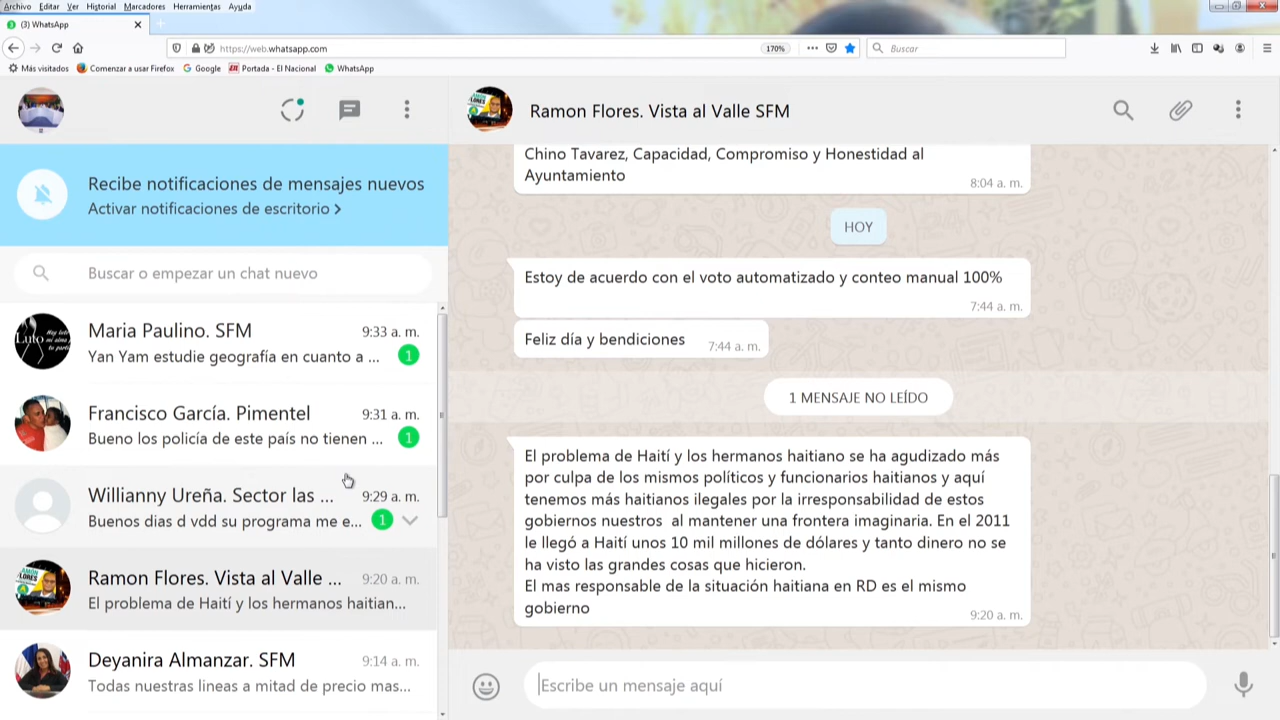 Archivo Editar Ver Historial Marcadores Herramientas Ayuda
(3) WhatsApp
https://web.whatsapp.com
170%
Buscar
Más visitados
Comenzar a usar Firefox
Google
Portada - El Nacional
WhatsApp
Recibe notificaciones de mensajes nuevos
Activar notificaciones de escritorio >
Buscar o empezar un chat nuevo
Maria Paulino. SFM
9:33 a. m.
Yan Yam estudie geografía en cuanto a ...
1
Francisco García. Pimentel
9:31 a. m.
Bueno los policía de este país no tienen ...
1
Willianny Ureña. Sector las ...
9:29 a. m.
Buenos dias d vdd su programa me e...
1
Ramon Flores. Vista al Valle ...
9:20 a. m.
El problema de Haití y los hermanos haitian...
Deyanira Almanzar. SFM
9:14 a. m.
Todas nuestras lineas a mitad de precio mas...
Luto
Ramon Flores. Vista al Valle SFM
Chino Tavarez, Capacidad, Compromiso y Honestidad al
Ayuntamiento
8:04 a. m.
HOY
Estoy de acuerdo con el voto automatizado y conteo manual 100%
7:44 a. m.
Feliz día y bendiciones
7:44 a. m.
1 MENSAJE NO LEÍDO
El problema de Haití y los hermanos haitiano se ha agudizado más
por culpa de los mismos políticos y funcionarios haitianos y aquí
tenemos más haitianos ilegales por la irresponsabilidad de estos
gobiernos nuestros  al mantener una frontera imaginaria. En el 2011
le llegó a Haití unos 10 mil millones de dólares y tanto dinero no se
ha visto las grandes cosas que hicieron.
El mas responsable de la situación haitiana en RD es el mismo
gobierno
9:20 a. m.
Escribe un mensaje aquí